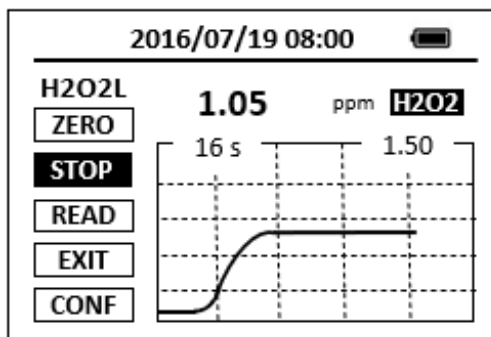 2016/07/19 08:00
H2O2L
1.05 ppm H2O2
ZERO
16 s 1.50
STOP
READ
EXIT
CONF